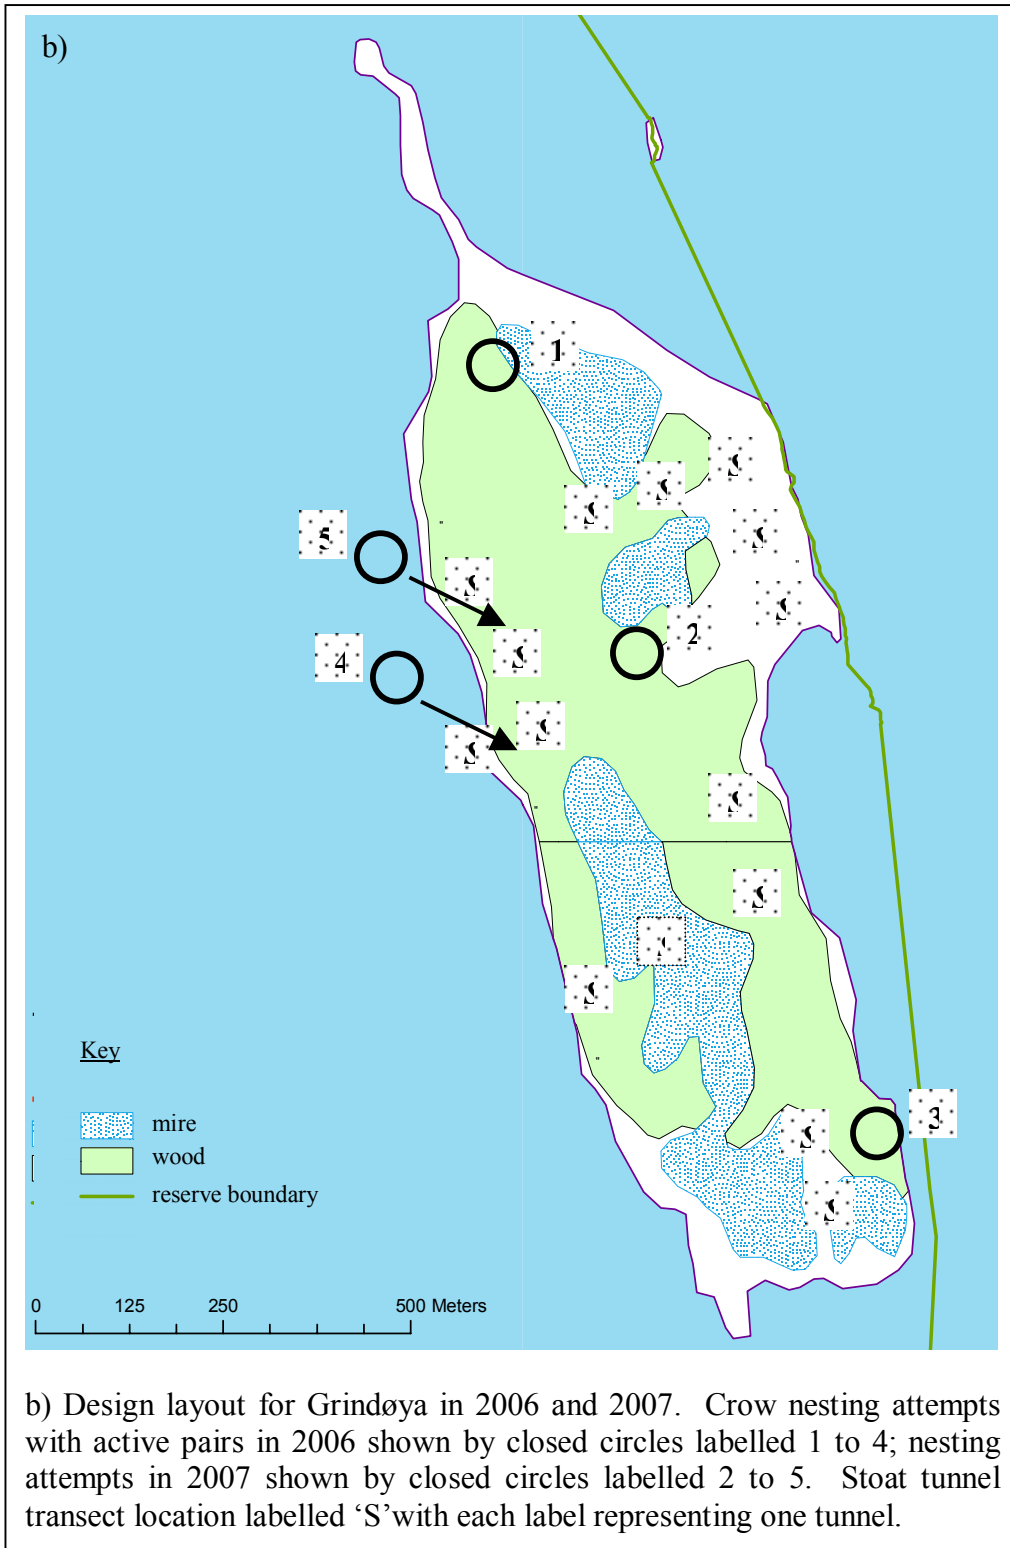 b)
1
S
S
S
5
S
S
2
S
4
S
S
S
S
S
S
S
3
S
S
Key
mire
wood
reserve boundary
0 125 250 500 Meters
b) Design layout for Grindøya in 2006 and 2007. Crow nesting attempts
with active pairs in 2006 shown by closed circles labelled 1 to 4; nesting
attempts in 2007 shown by closed circles labelled 2 to 5. Stoat tunnel
transect location labelled ‘S’with each label representing one tunnel.